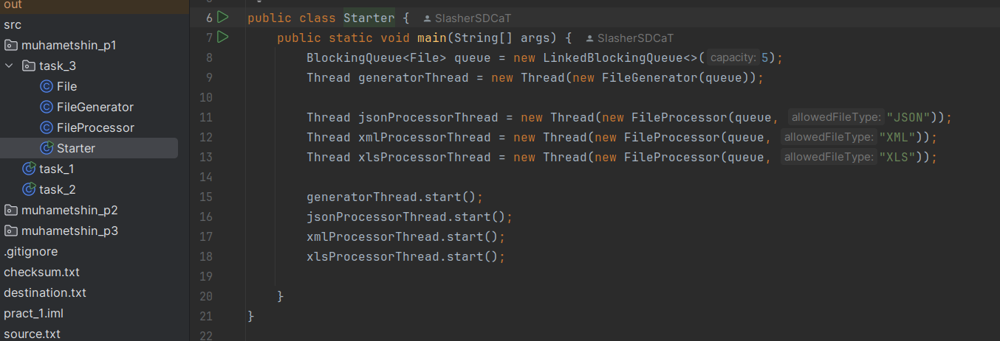 out
src
muhametshin_p1
task_3
File
FileGenerator
FileProcessor
Starter
task_1
task_2
muhametshin_p2
muhametshin_p3
.gitignore
checksum.txt
destination.txt
pract_1.iml
source.txt
6 public class Starter { SlasherSDCaT
7 public static void main(String[] args) { SlasherSDCaT
8 BlockingQueue<File> queue = new LinkedBlockingQueue<>( capacity: 5);
9 Thread generatorThread = new Thread(new FileGenerator(queue));
10
11 Thread jsonProcessorThread = new Thread(new FileProcessor(queue, allowedFileType: "JSON"));
12 Thread xmlProcessorThread = new Thread(new FileProcessor(queue, allowedFileType: "XML"));
13 Thread xlsProcessorThread = new Thread(new FileProcessor(queue, allowedFileType: "XLS"));
14
15 generatorThread.start();
16 jsonProcessorThread.start();
17 xmlProcessorThread.start();
18 xlsProcessorThread.start();
19
20 }
21 }
22